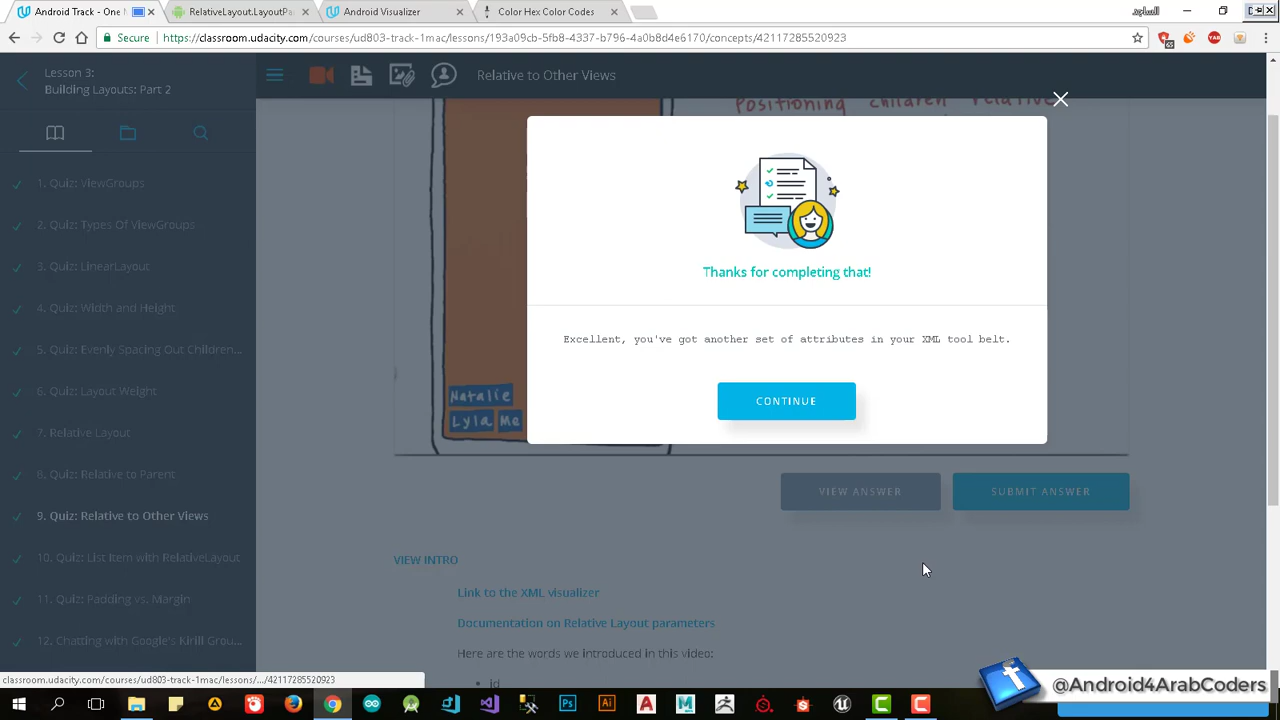 Android Track - One M
RelativeLayout.LayoutPa
Android Visualizer
Color Hex Color Codes
Secure
https://classroom.udacity.com/courses/ud803-track-1mac/lessons/193a09cb-5fb8-4337-b796-4a0b8d4e6170/concepts/42117285520923
Lesson 3:
Building Layouts: Part 2
Relative to Other Views
Positioning children relative
1. Quiz: ViewGroups
2. Quiz: Types Of ViewGroups
3. Quiz: LinearLayout
4. Quiz: Width and Height
5. Quiz: Evenly Spacing Out Children...
6. Quiz: Layout Weight
7. Relative Layout
8. Quiz: Relative to Parent
9. Quiz: Relative to Other Views
10. Quiz: List Item with RelativeLayout
11. Quiz: Padding vs. Margin
12. Chatting with Google's Kirill Grou...
Thanks for completing that!
Excellent, you've got another set of attributes in your XML tool belt.
CONTINUE
Natalie
Lyla Me
VIEW ANSWER
SUBMIT ANSWER
VIEW INTRO
Link to the XML visualizer
Documentation on Relative Layout parameters
Here are the words we introduced in this video:
id
classroom.udacity.com/courses/ud803-track-1mac/lessons/.../42117285520923
@Android4ArabCoders